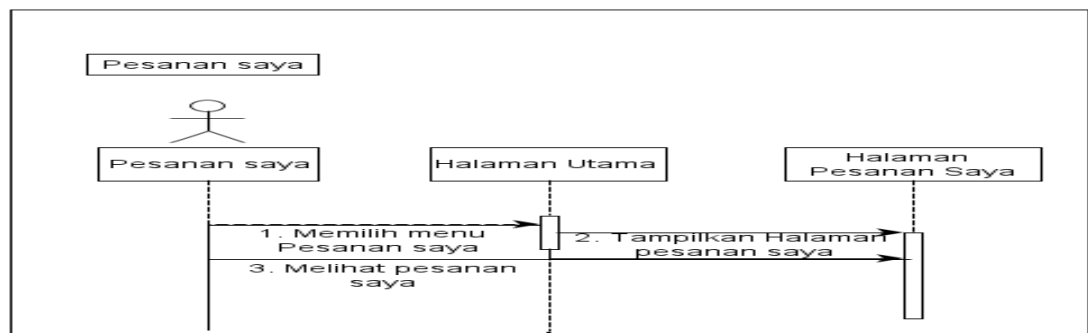 Pesanan saya
Pesanan saya
Halaman Utama
Halaman
Pesanan Saya
1. Memilih menu
Pesanan saya
2. Tampilkan Halaman
pesanan saya
3. Melihat pesanan
saya